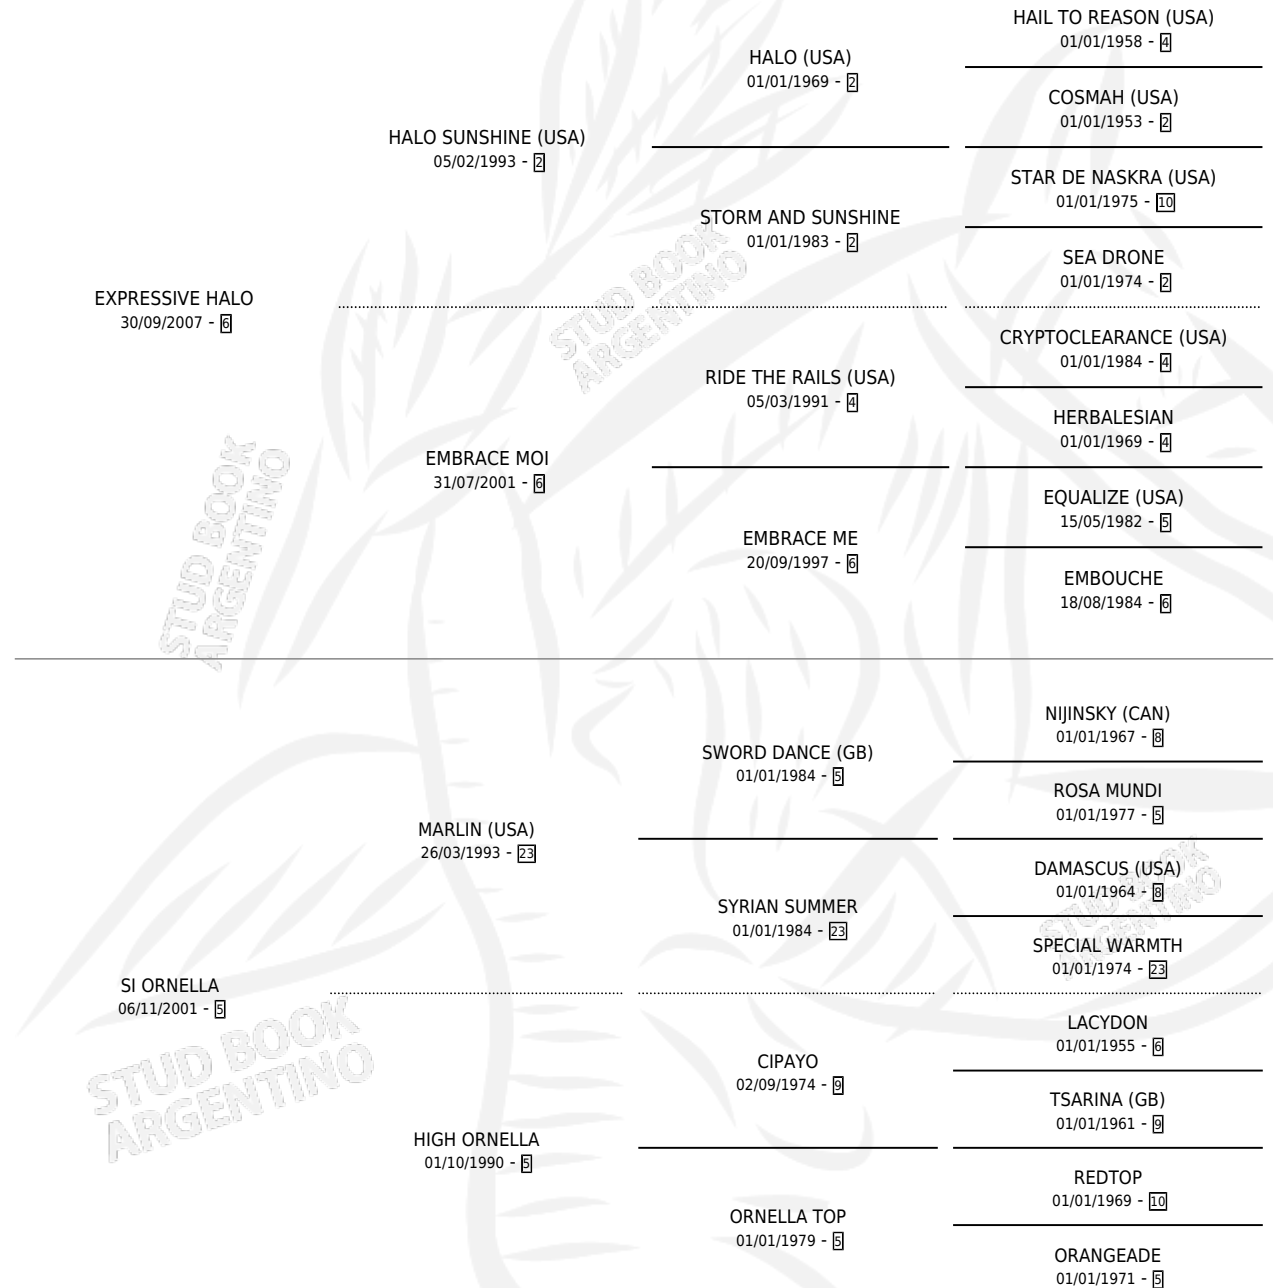 HAIL TO REASON (USA)
01/01/1958 - 4
HALO (USA)
01/01/1969 - 2
COSMAH (USA)
01/01/1953 - 2
HALO SUNSHINE (USA)
05/02/1993 - 2
STAR DE NASKRA (USA)
01/01/1975 - 10
STORM AND SUNSHINE
01/01/1983 - 2
SEA DRONE
01/01/1974 - 2
EXPRESSIVE HALO
30/09/2007 - 6
STUD BOOK
ARGENTINO
CRYPTOCLEARANCE (USA)
01/01/1984 - 4
RIDE THE RAILS (USA)
05/03/1991 - 4
HERBALESIAN
01/01/1969 - 4
EMBRACE MOI
31/07/2001 - 6
EQUALIZE (USA)
15/05/1982 - 5
EMBRACE ME
20/09/1997 - 6
EMBOUCHE
18/08/1984 - 6
STUD BOOK
ARGENTINO
NIJINSKY (CAN)
01/01/1967 - 8
SWORD DANCE (GB)
01/01/1984 - 5
ROSA MUNDI
01/01/1977 - 5
MARLIN (USA)
26/03/1993 - 23
DAMASCUS (USA)
01/01/1964 - 8
SYRIAN SUMMER
01/01/1984 - 23
SPECIAL WARMTH
01/01/1974 - 23
STUD BOOK
ARGENTINO
SI ORNELLA
06/11/2001 - 5
STUD BOOK
ARGENTINO
LACYDON
01/01/1955 - 6
CIPAYO
02/09/1974 - 9
TSARINA (GB)
01/01/1961 - 9
HIGH ORNELLA
01/10/1990 - 5
REDTOP
01/01/1969 - 10
ORNELLA TOP
01/01/1979 - 5
ORANGEADE
01/01/1971 - 5